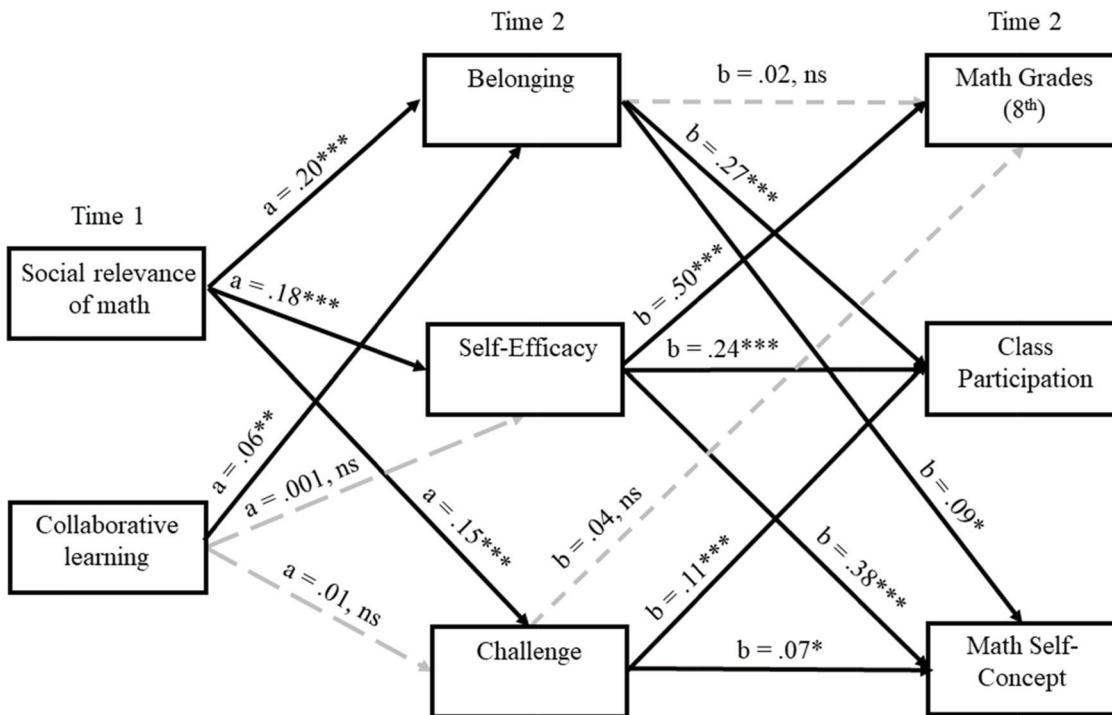 Time 2
Time 2
Belonging
b = .02, ns
Math Grades
(8th)
a = .20***
b = .27***
Time 1
Social relevance
of math
a = .18***
b = .50***
Self-Efficacy
b = .24***
Class
Participation
a = .06**
a = .001, ns
Collaborative
learning
a = .15***
b = .04, ns
b = .09*
a = .01, ns
b = .11***
b = .38***
Challenge
b = .07*
Math Self-
Concept